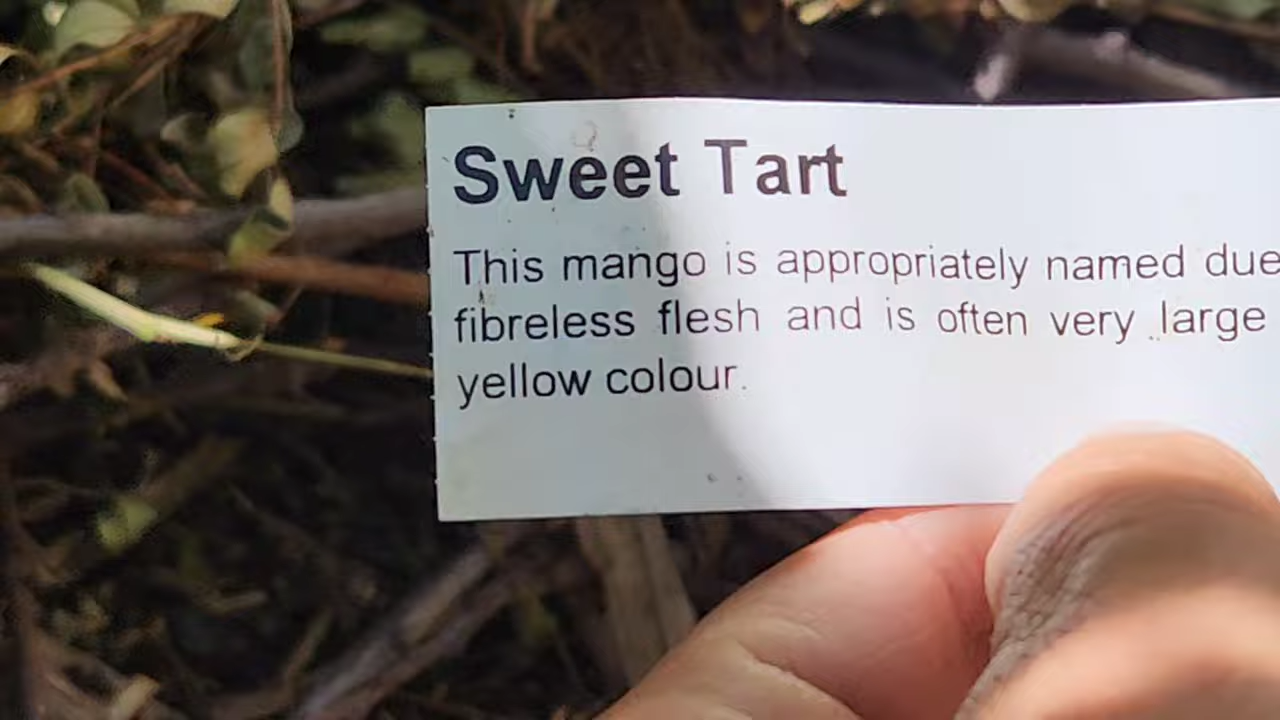 Sweet Tart
This mango is appropriately named due
fibreless flesh and is often very large
yellow colour.